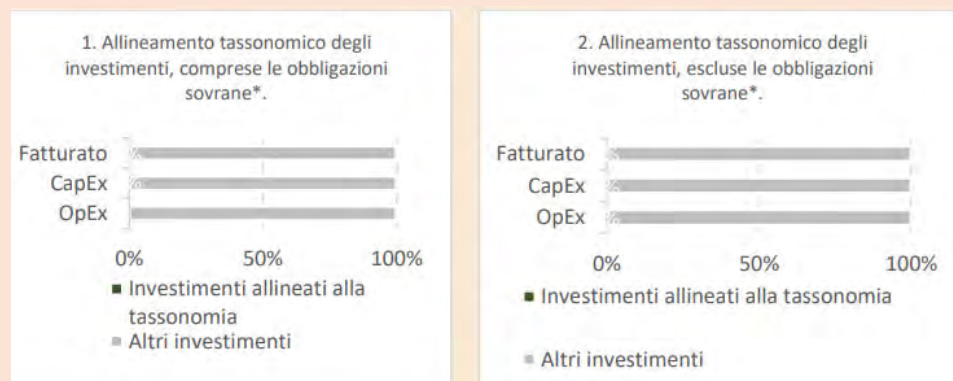 1. Allineamento tassonomico degli
investimenti, comprese le obbligazioni
sovrane*.
Fatturato
CapEx
OpEx
0%
50%
100%
Investimenti allineati alla
tassonomia
Altri investimenti
2. Allineamento tassonomico degli
investimenti, escluse le obbligazioni
sovrane*.
Fatturato
CapEx
OpEx
0%
50%
100%
Investimenti allineati alla tassonomia
Altri investimenti